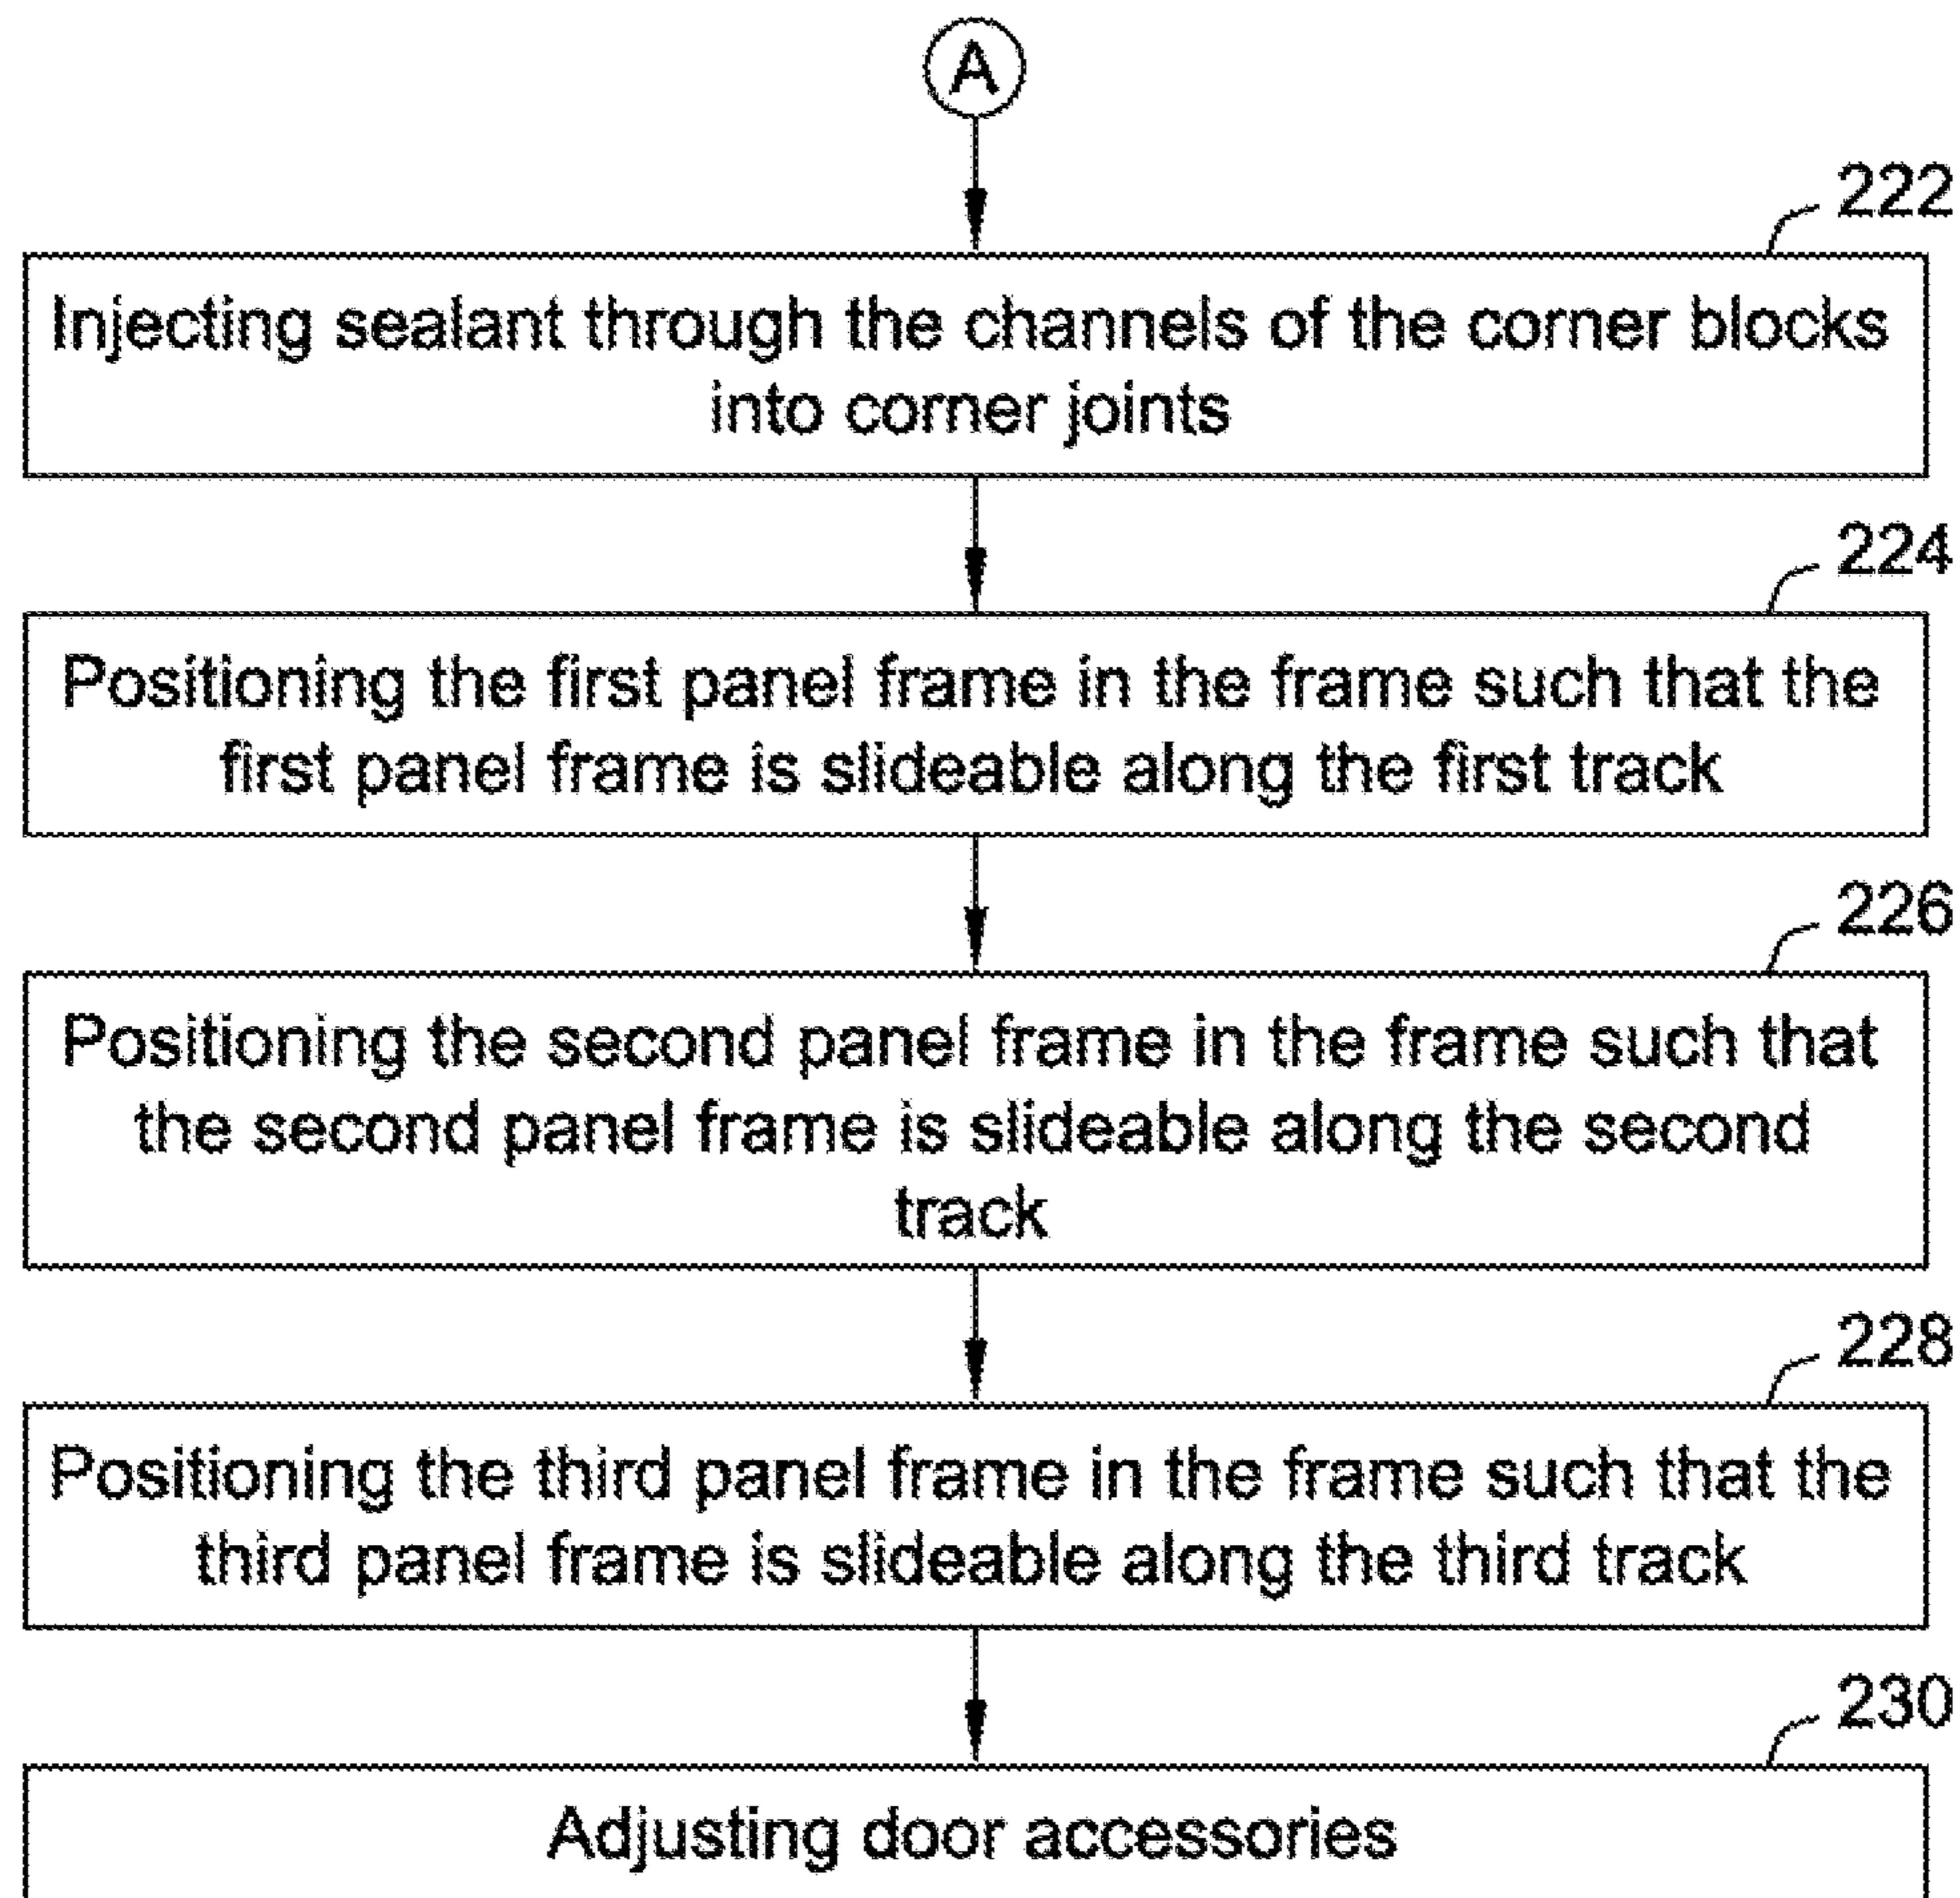 A
222
Injecting sealant through the channels of the corner blocks
into corner joints
224
Positioning the first panel frame in the frame such that the
first panel frame is slideable along the first track
226
Positioning the second panel frame in the frame such that
the second panel frame is slideable along the second
track
228
Positioning the third panel frame in the frame such that the
third panel frame is slideable along the third track
230
Adjusting door accessories